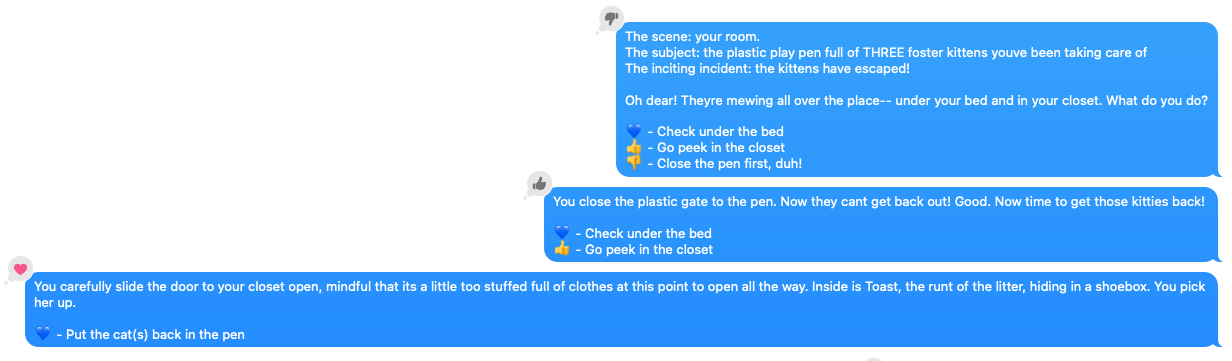 The scene: your room.
The subject: the plastic play pen full of THREE foster kittens youve been taking care of
The inciting incident: the kittens have escaped!
Oh dear! Theyre mewing all over the place-- under your bed and in your closet. What do you do?
💙 - Check under the bed
👍 - Go peek in the closet
👎 - Close the pen first, duh!
You close the plastic gate to the pen. Now they cant get back out! Good. Now time to get those kitties back!
💙 - Check under the bed
👍 - Go peek in the closet
You carefully slide the door to your closet open, mindful that its a little too stuffed full of clothes at this point to open all the way. Inside is Toast, the runt of the litter, hiding in a shoebox. You pick
her up.
💙 - Put the cat(s) back in the pen